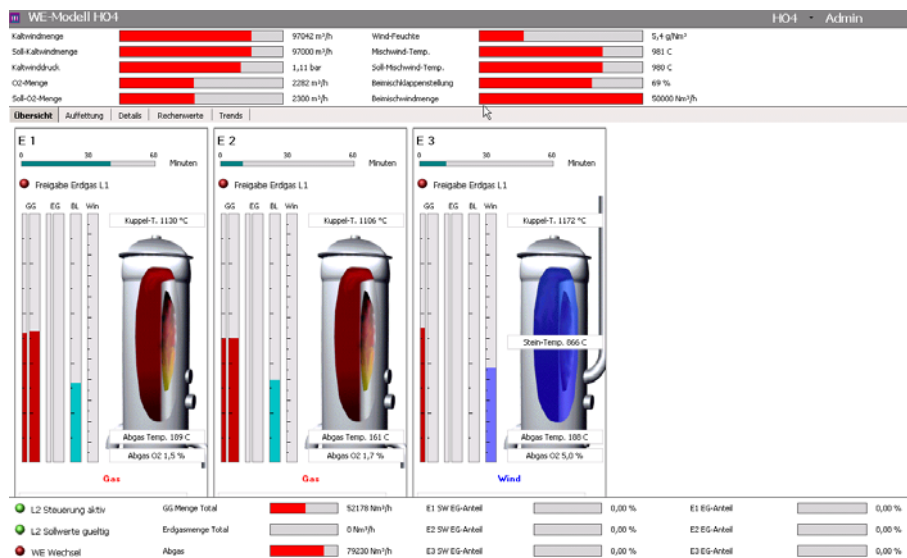 WE-Modell HO4 HO4 - Admin
Kaltwindmenge 97042 m³/h Wind-Feuchte 5,4 g/Nm³
Soll-Kaltwindmenge 97000 m³/h Mischwind-Temp. 981 C
Kaltwinddruck 1,11 bar Soll-Mischwind-Temp. 980 C
O2-Menge 2282 m³/h Beimischklappenstellung 69 %
Soll-O2-Menge 2300 m³/h Beimischwindmenge 50000 Nm³/h
Übersicht Auffettung Details Rechenwerte Trends
E 1 E 2 E 3
0 30 60 0 30 60 0 30 60
Minuten Minuten Minuten
Freigabe Erdgas L1 Freigabe Erdgas L1 Freigabe Erdgas L1
GG EG BL Win GG EG BL Win GG EG BL Win
Kuppel-T. 1130 °C Kuppel-T. 1106 °C Kuppel-T. 1172 °C
Stein-Temp. 866 C
Abgas Temp. 189 C Abgas Temp. 161 C Abgas Temp. 188 C
Abgas O2 1,5 % Abgas O2 1,7 % Abgas O2 5,0 %
Gas Gas Wind
L2 Steuerung aktiv GG Menge Total 52178 Nm³/h E1 SW EG-Anteil 0,00 % E1 EG-Anteil 0,00 %
L2 Sollwerte gueltig Erdgasmenge Total 0 Nm³/h E2 SW EG-Anteil 0,00 % E2 EG-Anteil 0,00 %
WE Wechsel Abgas 79230 Nm³/h E3 SW EG-Anteil 0,00 % E3 EG-Anteil 0,00 %